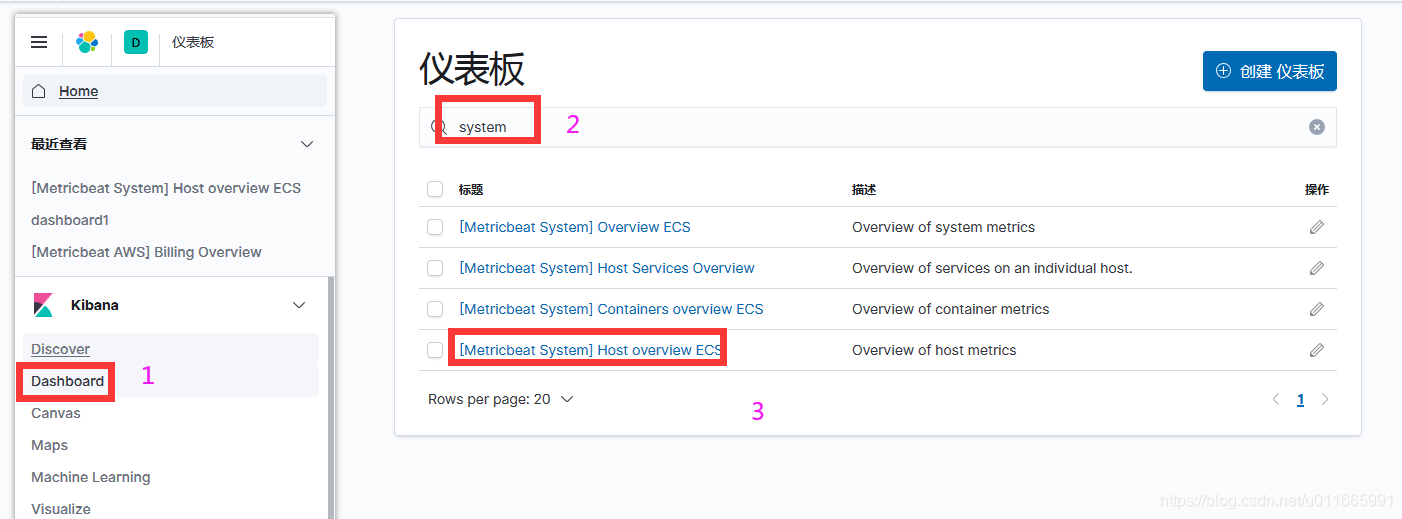 D 仪表板
Home
最近查看
[Metricbeat System] Host overview ECS
dashboard1
[Metricbeat AWS] Billing Overview
Kibana
Discover
Dashboard 1
Canvas
Maps
Machine Learning
Visualize
仪表板
创建 仪表板
system 2
标题 描述 操作
[Metricbeat System] Overview ECS Overview of system metrics
[Metricbeat System] Host Services Overview Overview of services on an individual host.
[Metricbeat System] Containers overview ECS Overview of container metrics
[Metricbeat System] Host overview ECS Overview of host metrics
Rows per page: 20 3 1
https://blog.csdn.net/u011665991